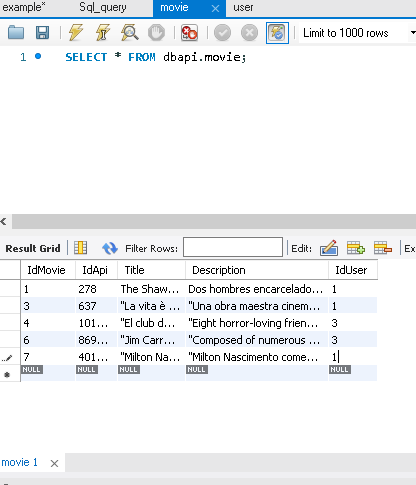 example* Sql_query movie user
Limit to 1000 rows
1 SELECT * FROM dbapi.movie;
Result Grid Filter Rows: Edit: Ex
IdMovie IdApi Title Description IdUser
1 278 The Shaw... Dos hombres encarcelado... 1
3 637 "La vita è ... "Una obra maestra cinem... 1
4 101... "El club d... "Eight horror-loving frien... 3
6 869... "Jim Carr... "Composed of numerous ... 3
7 401... "Milton Na... "Milton Nascimento come... 1
NULL NULL NULL NULL NULL
movie 1